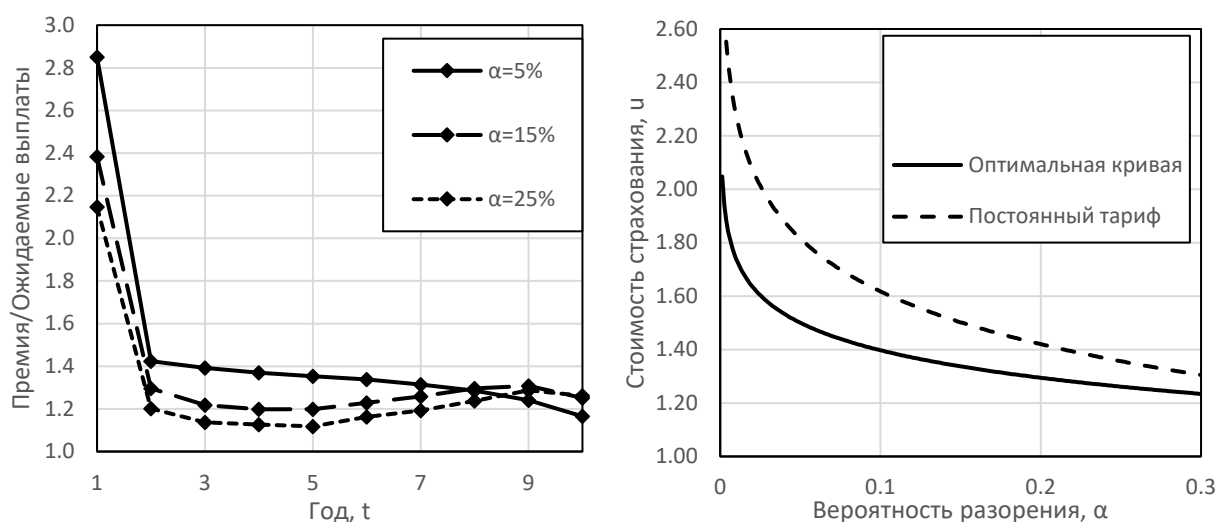 3.0
2.8
2.6
2.4
2.2
2.0
1.8
1.6
1.4
1.2
1.0
Премия/Ожидаемые выплаты
1 3 5 7 9
Год, t
α=5%
α=15%
α=25%
2.60
2.40
2.20
2.00
1.80
1.60
1.40
1.20
1.00
Стоимость страхования, u
0 0.1 0.2 0.3
Вероятность разорения, α
Оптимальная кривая
Постоянный тариф